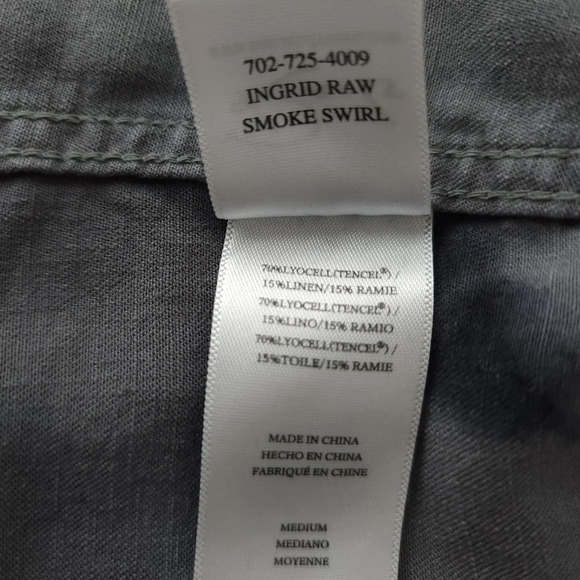 702-725-4009
INGRID RAW
SMOKE SWIRL
70%LYOCELL(TENCEL®) /
15%LINEN/15% RAMIE
70%LYOCELL(TENCEL®) /
15%LINO/15% RAMIO
70%LYOCELL(TENCEL®) /
15%TOILE/15% RAMIE
MADE IN CHINA
HECHO EN CHINA
FABRIQUÉ EN CHINE
MEDIUM
MEDIANO
MOYENNE